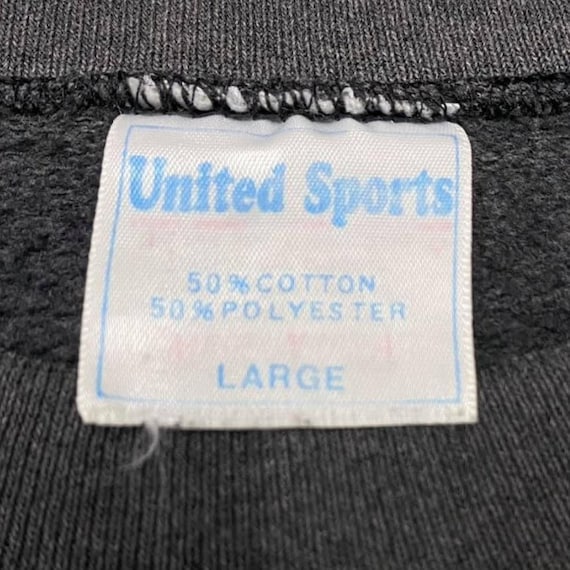 United Sports
50% COTTON
50% POLYESTER
LARGE